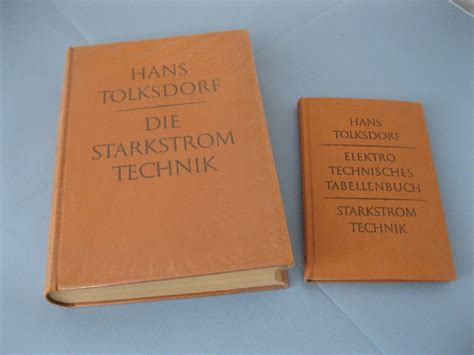 HANS
TOLKSDORF
DIE
STARKSTROM
TECHNIK
HANS
TOLKSDORF
ELEKTRO
TECHNISCHES
TABELLENBUCH
STARKSTROM
TECHNIK